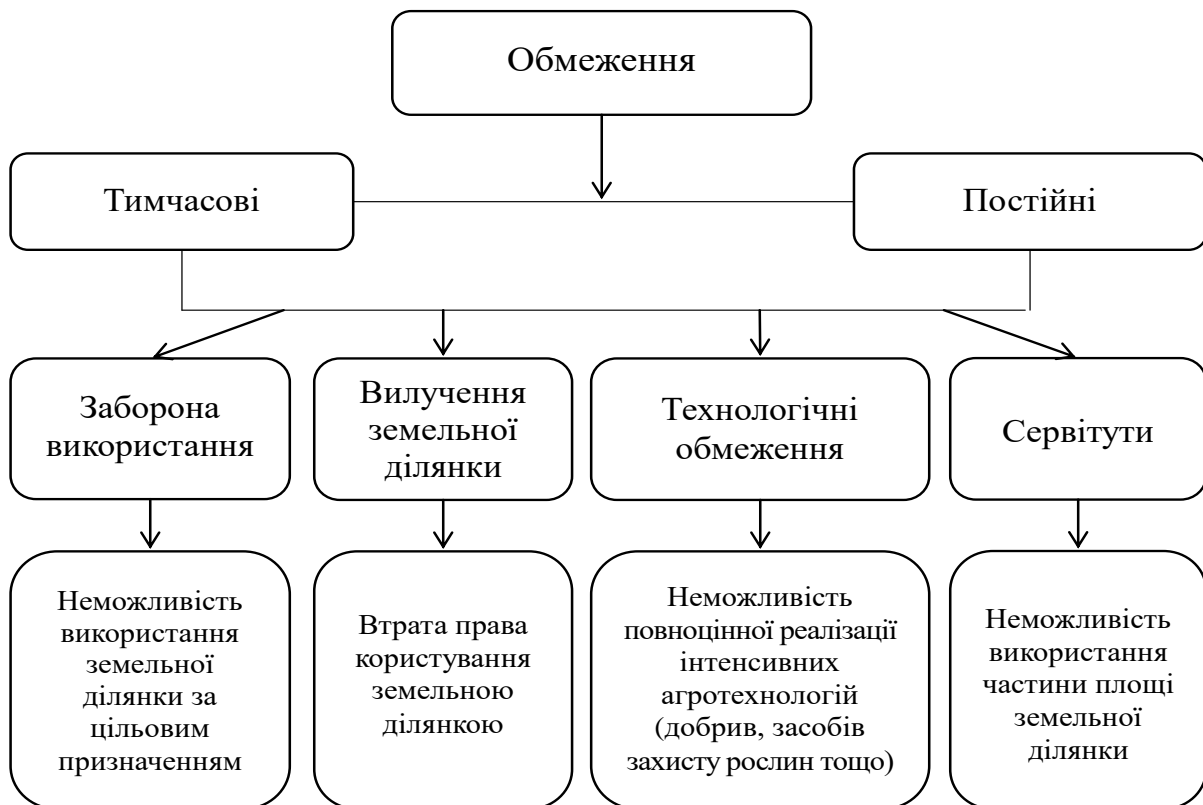 Обмеження
Тимчасові
Постійні
Заборона
використання
Вилучення
земельної
ділянки
Технологічні
обмеження
Сервітути
Неможливість
використання
земельної
ділянки за
цільовим
призначенням
Втрата права
користування
земельною
ділянкою
Неможливість
повноцінної реалізації
інтенсивних
агротехнологій
(добрив, засобів
захисту рослин тощо)
Неможливість
використання
частини площі
земельної
ділянки